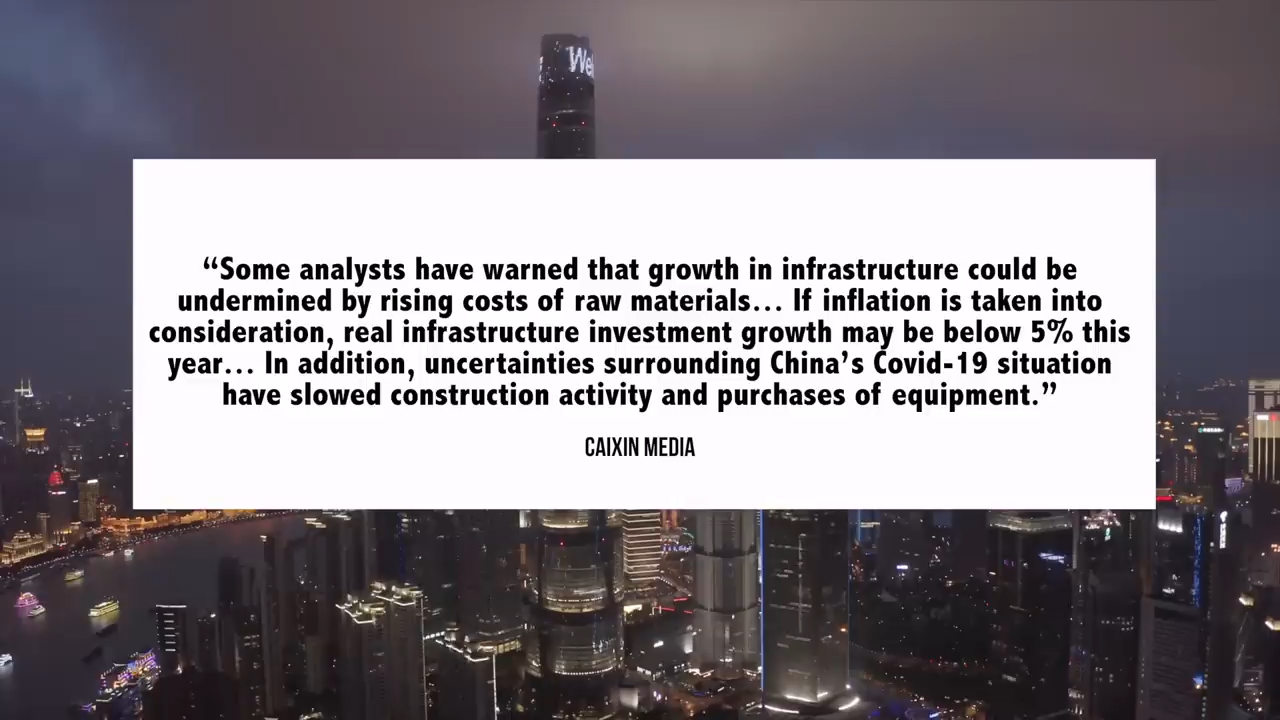 We
“Some analysts have warned that growth in infrastructure could be
undermined by rising costs of raw materials... If inflation is taken into
consideration, real infrastructure investment growth may be below 5% this
year... In addition, uncertainties surrounding China’s Covid-19 situation
have slowed construction activity and purchases of equipment.”
CAIXIN MEDIA